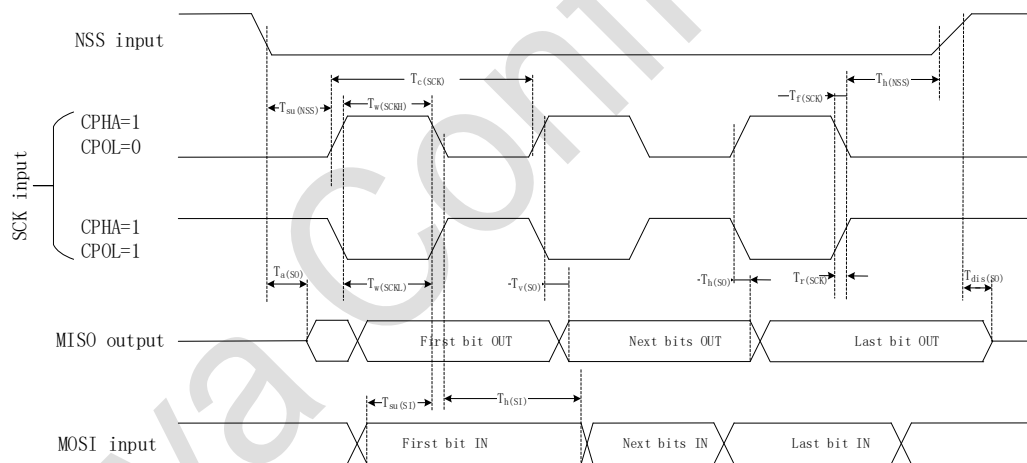 NSS input
Tc(SCK)
Tsu(NSS)
Tw(SCKH)
Tf(SCK)
Th(NSS)
SCK input
CPHA=1
CPOL=0
CPHA=1
CPOL=1
Ta(SO)
Tw(SCKL)
Tv(SO)
Th(SO)
Tr(SCK)
Tdis(SO)
MISO output
First bit OUT
Next bits OUT
Last bit OUT
Tsu(SI)
Th(SI)
MOSI input
First bit IN
Next bits IN
Last bit IN